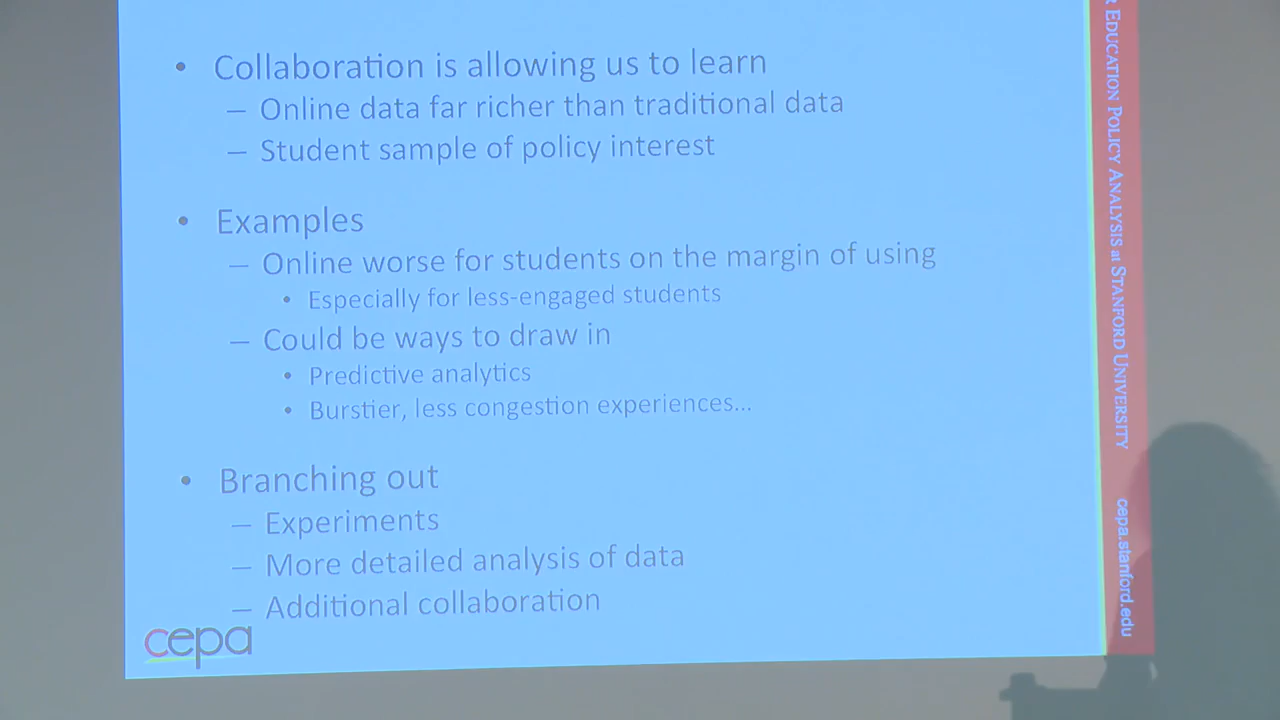 • Collaboration is allowing us to learn
– Online data far richer than traditional data
– Student sample of policy interest
• Examples
– Online worse for students on the margin of using
• Especially for less-engaged students
– Could be ways to draw in
• Predictive analytics
• Burstier, less congestion experiences...
• Branching out
– Experiments
– More detailed analysis of data
– Additional collaboration
cepa
R EDUCATION POLICY ANALYSIS at STANFORD UNIVERSITY
cepa.stanford.edu